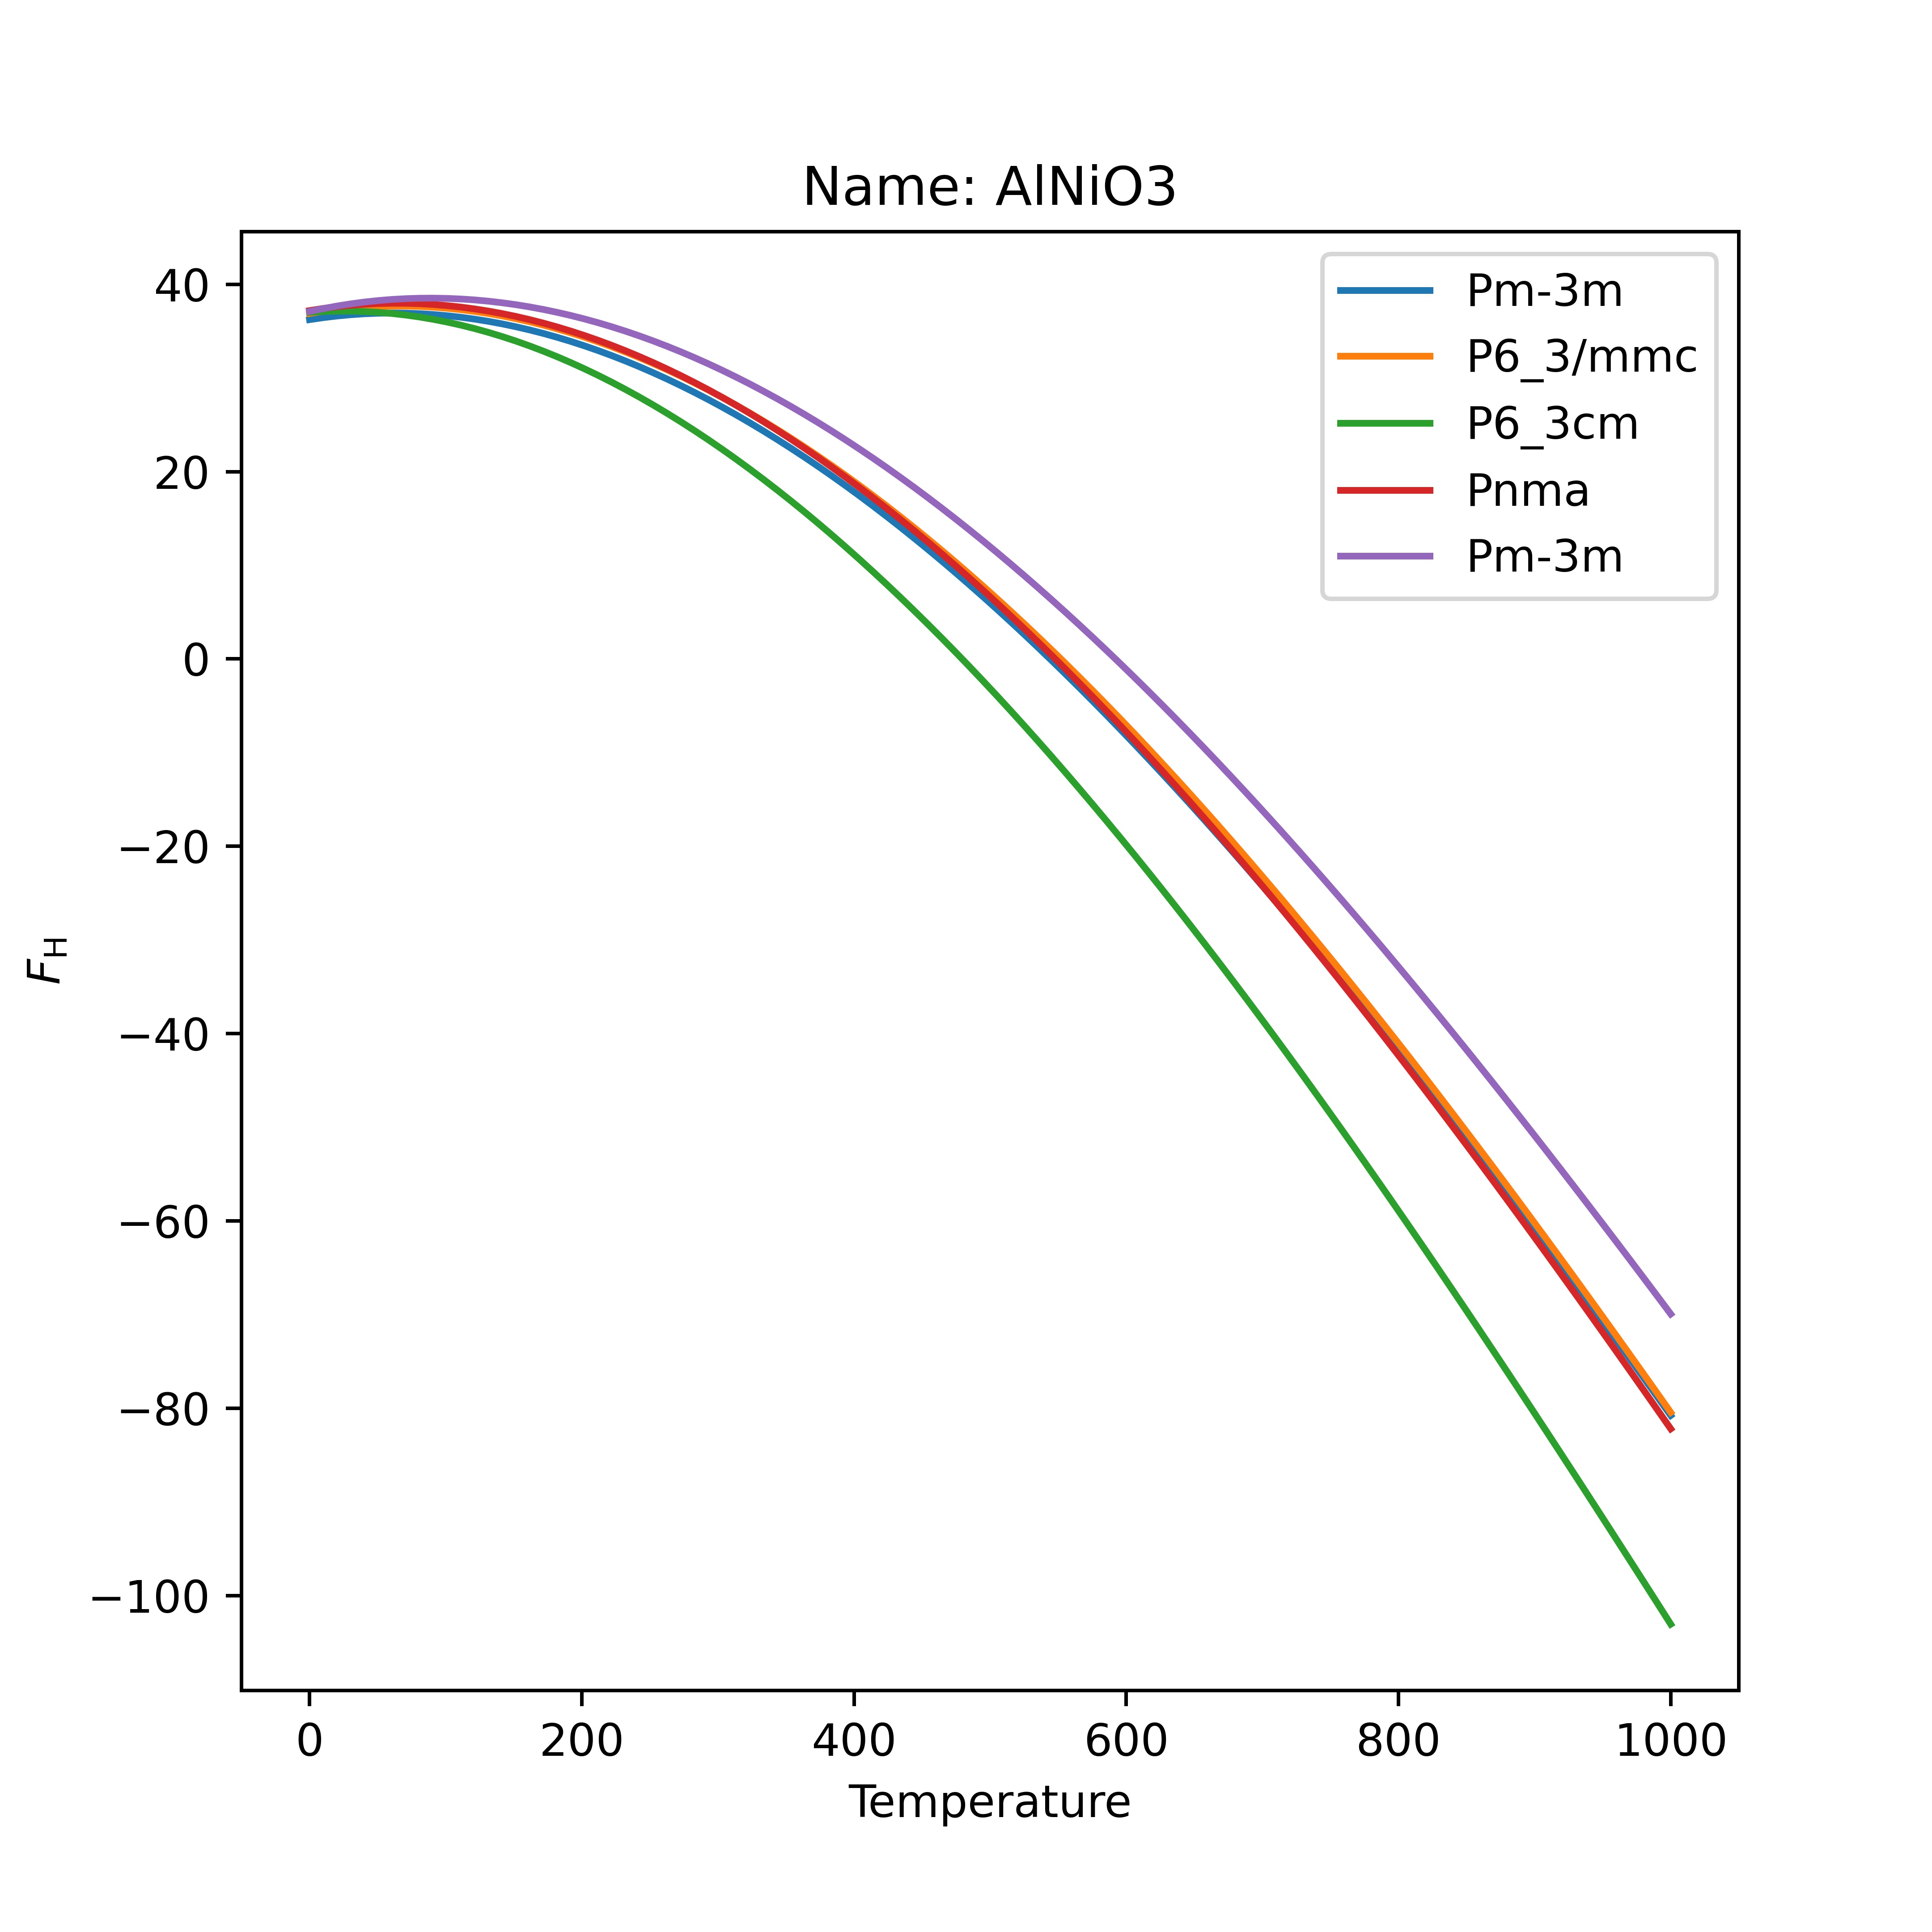 Name: AlNiO3
Pm-3m
P6_3/mmc
P6_3cm
Pnma
Pm-3m
40
20
0
−20
−40
−60
−80
−100
F_H
0 200 400 600 800 1000
Temperature